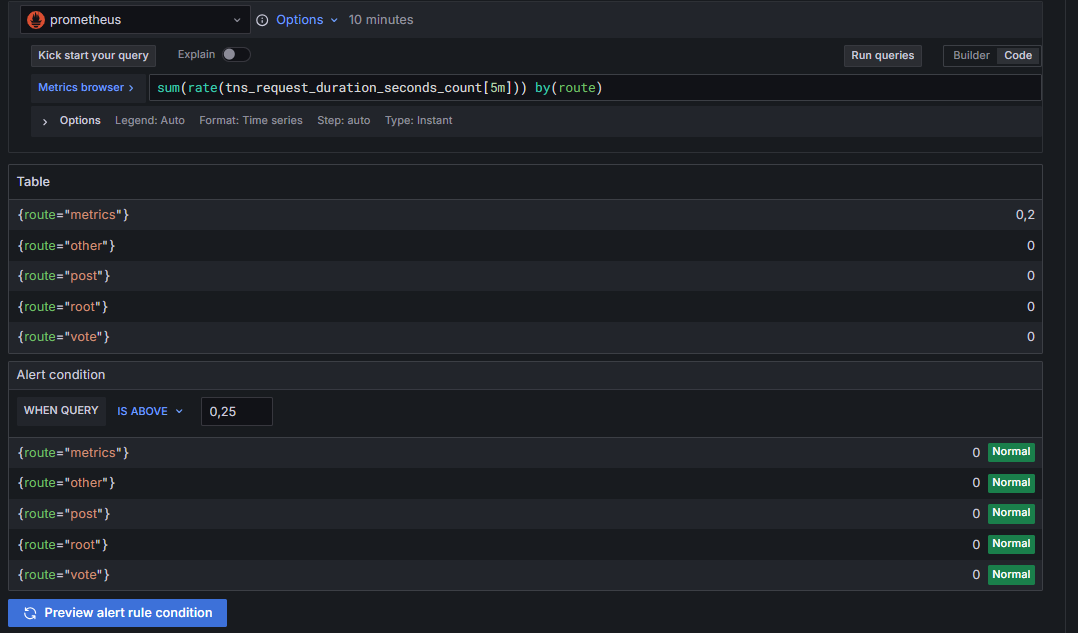 prometheus Options 10 minutes
Kick start your query Explain Run queries Builder Code
Metrics browser > sum(rate(tns_request_duration_seconds_count[5m])) by(route)
> Options Legend: Auto Format: Time series Step: auto Type: Instant
Table
{route="metrics"} 0,2
{route="other"} 0
{route="post"} 0
{route="root"} 0
{route="vote"} 0
Alert condition
WHEN QUERY IS ABOVE 0,25
{route="metrics"} 0 Normal
{route="other"} 0 Normal
{route="post"} 0 Normal
{route="root"} 0 Normal
{route="vote"} 0 Normal
Preview alert rule condition